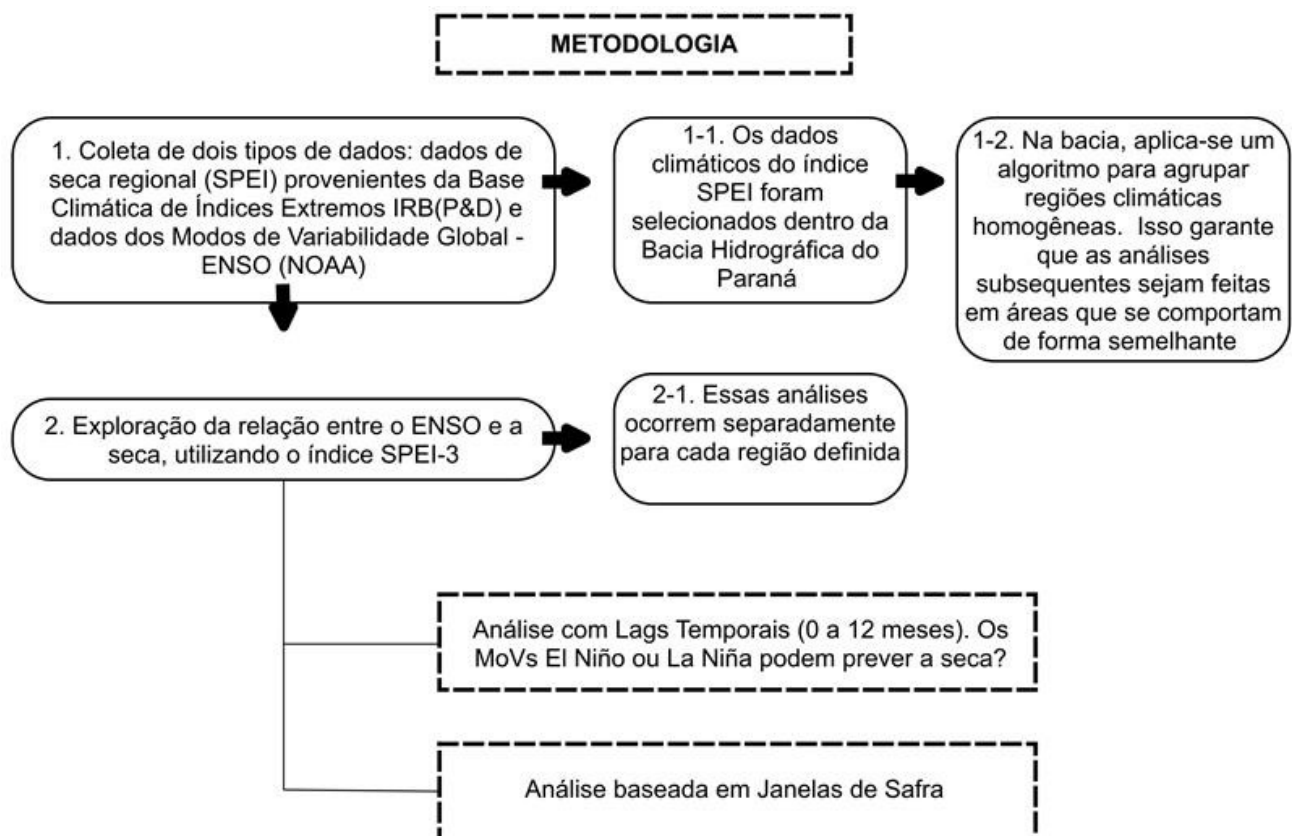 METODOLOGIA
1. Coleta de dois tipos de dados: dados de
seca regional (SPEI) provenientes da Base
Climática de Índices Extremos IRB(P&D) e
dados dos Modos de Variabilidade Global -
ENSO (NOAA)
1-1. Os dados
climáticos do índice
SPEI foram
selecionados dentro da
Bacia Hidrográfica do
Paraná
1-2. Na bacia, aplica-se um
algoritmo para agrupar
regiões climáticas
homogêneas. Isso garante
que as análises
subsequentes sejam feitas
em áreas que se comportam
de forma semelhante
2. Exploração da relação entre o ENSO e a
seca, utilizando o índice SPEI-3
2-1. Essas análises
ocorrem separadamente
para cada região definida
Análise com Lags Temporais (0 a 12 meses). Os
MoVs El Niño ou La Niña podem prever a seca?
Análise baseada em Janelas de Safra